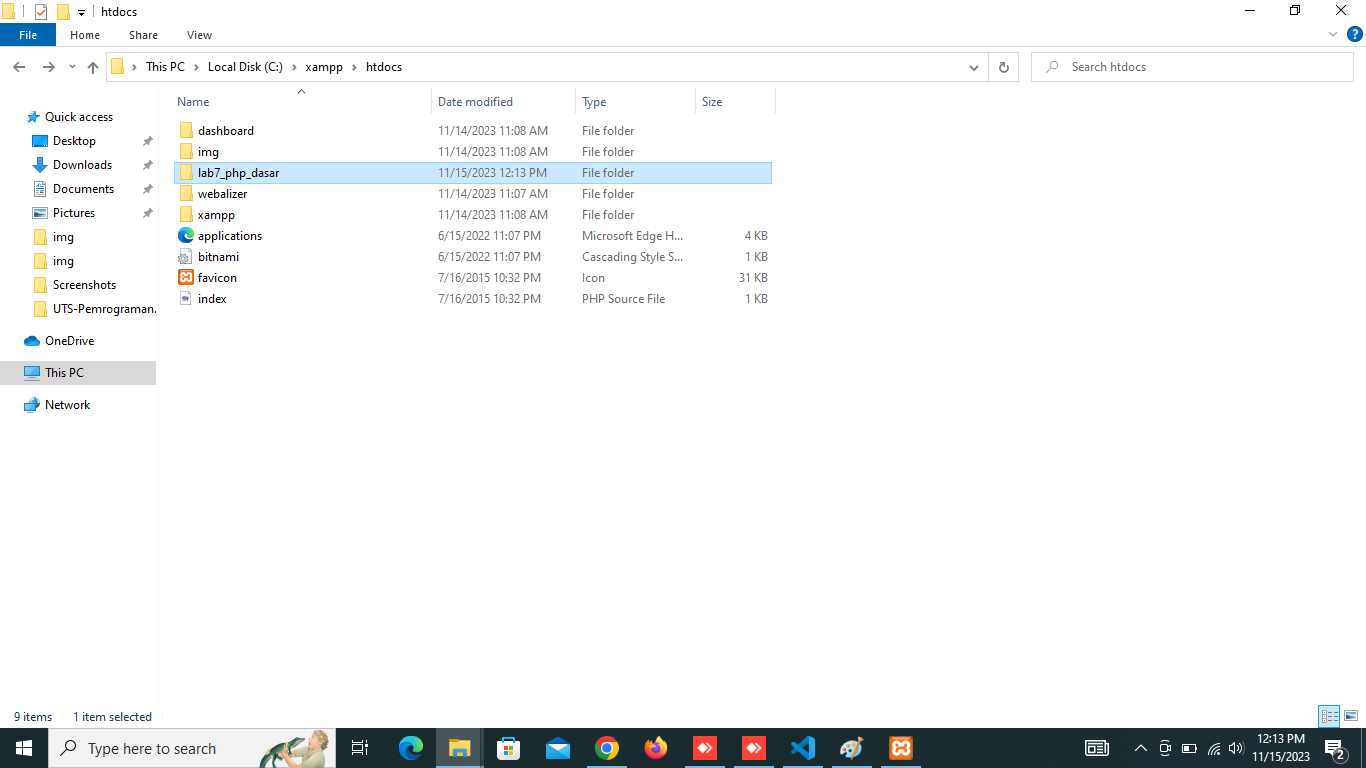 htdocs
File Home Share View
This PC Local Disk (C:) xampp htdocs
Search htdocs
Name Date modified Type Size
Quick access
Desktop
Downloads
Documents
Pictures
img
img
Screenshots
UTS-Pemrograman.
OneDrive
This PC
Network
dashboard 11/14/2023 11:08 AM File folder
img 11/14/2023 11:08 AM File folder
lab7_php_dasar 11/15/2023 12:13 PM File folder
webalizer 11/14/2023 11:07 AM File folder
xampp 11/14/2023 11:08 AM File folder
applications 6/15/2022 11:07 PM Microsoft Edge H... 4 KB
bitnami 6/15/2022 11:07 PM Cascading Style S... 1 KB
favicon 7/16/2015 10:32 PM Icon 31 KB
index 7/16/2015 10:32 PM PHP Source File 1 KB
9 items 1 item selected
Type here to search
12:13 PM
11/15/2023
2